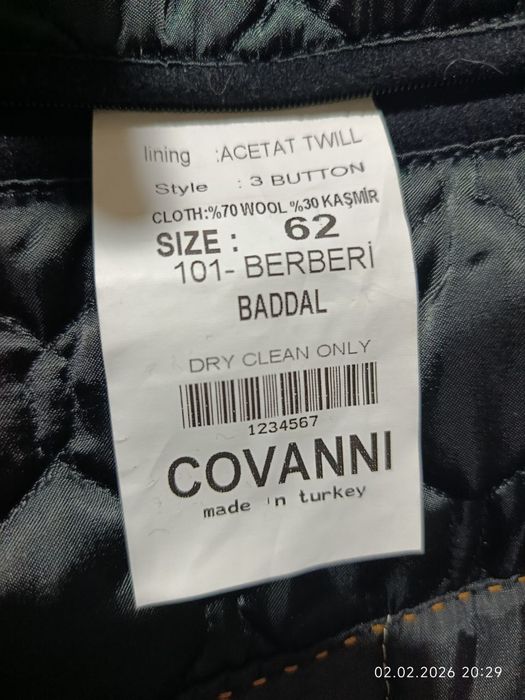 lining :ACETAT TWILL
Style : 3 BUTTON
CLOTH:%70 WOOL %30 KAŞMİR
SIZE : 62
101- BERBERİ
BADDAL
DRY CLEAN ONLY
1234567
COVANNI
made 'n turkey
02.02.2026 20:29